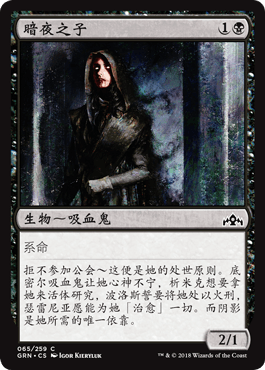 暗夜之子 1
生物～吸血鬼
系命
拒不参加公会～这便是她的处世原则。底
密尔吸血鬼让她心神不宁，析米克想要拿
她来活体研究，波洛斯誓要将她处以火刑，
瑟雷尼亚愿能为她「治愈」一切。而阴影
是她所需的唯一依靠。
2/1
065/259 C
GRN • CS Igor Kieryluk
™ & © 2018 Wizards of the Coast